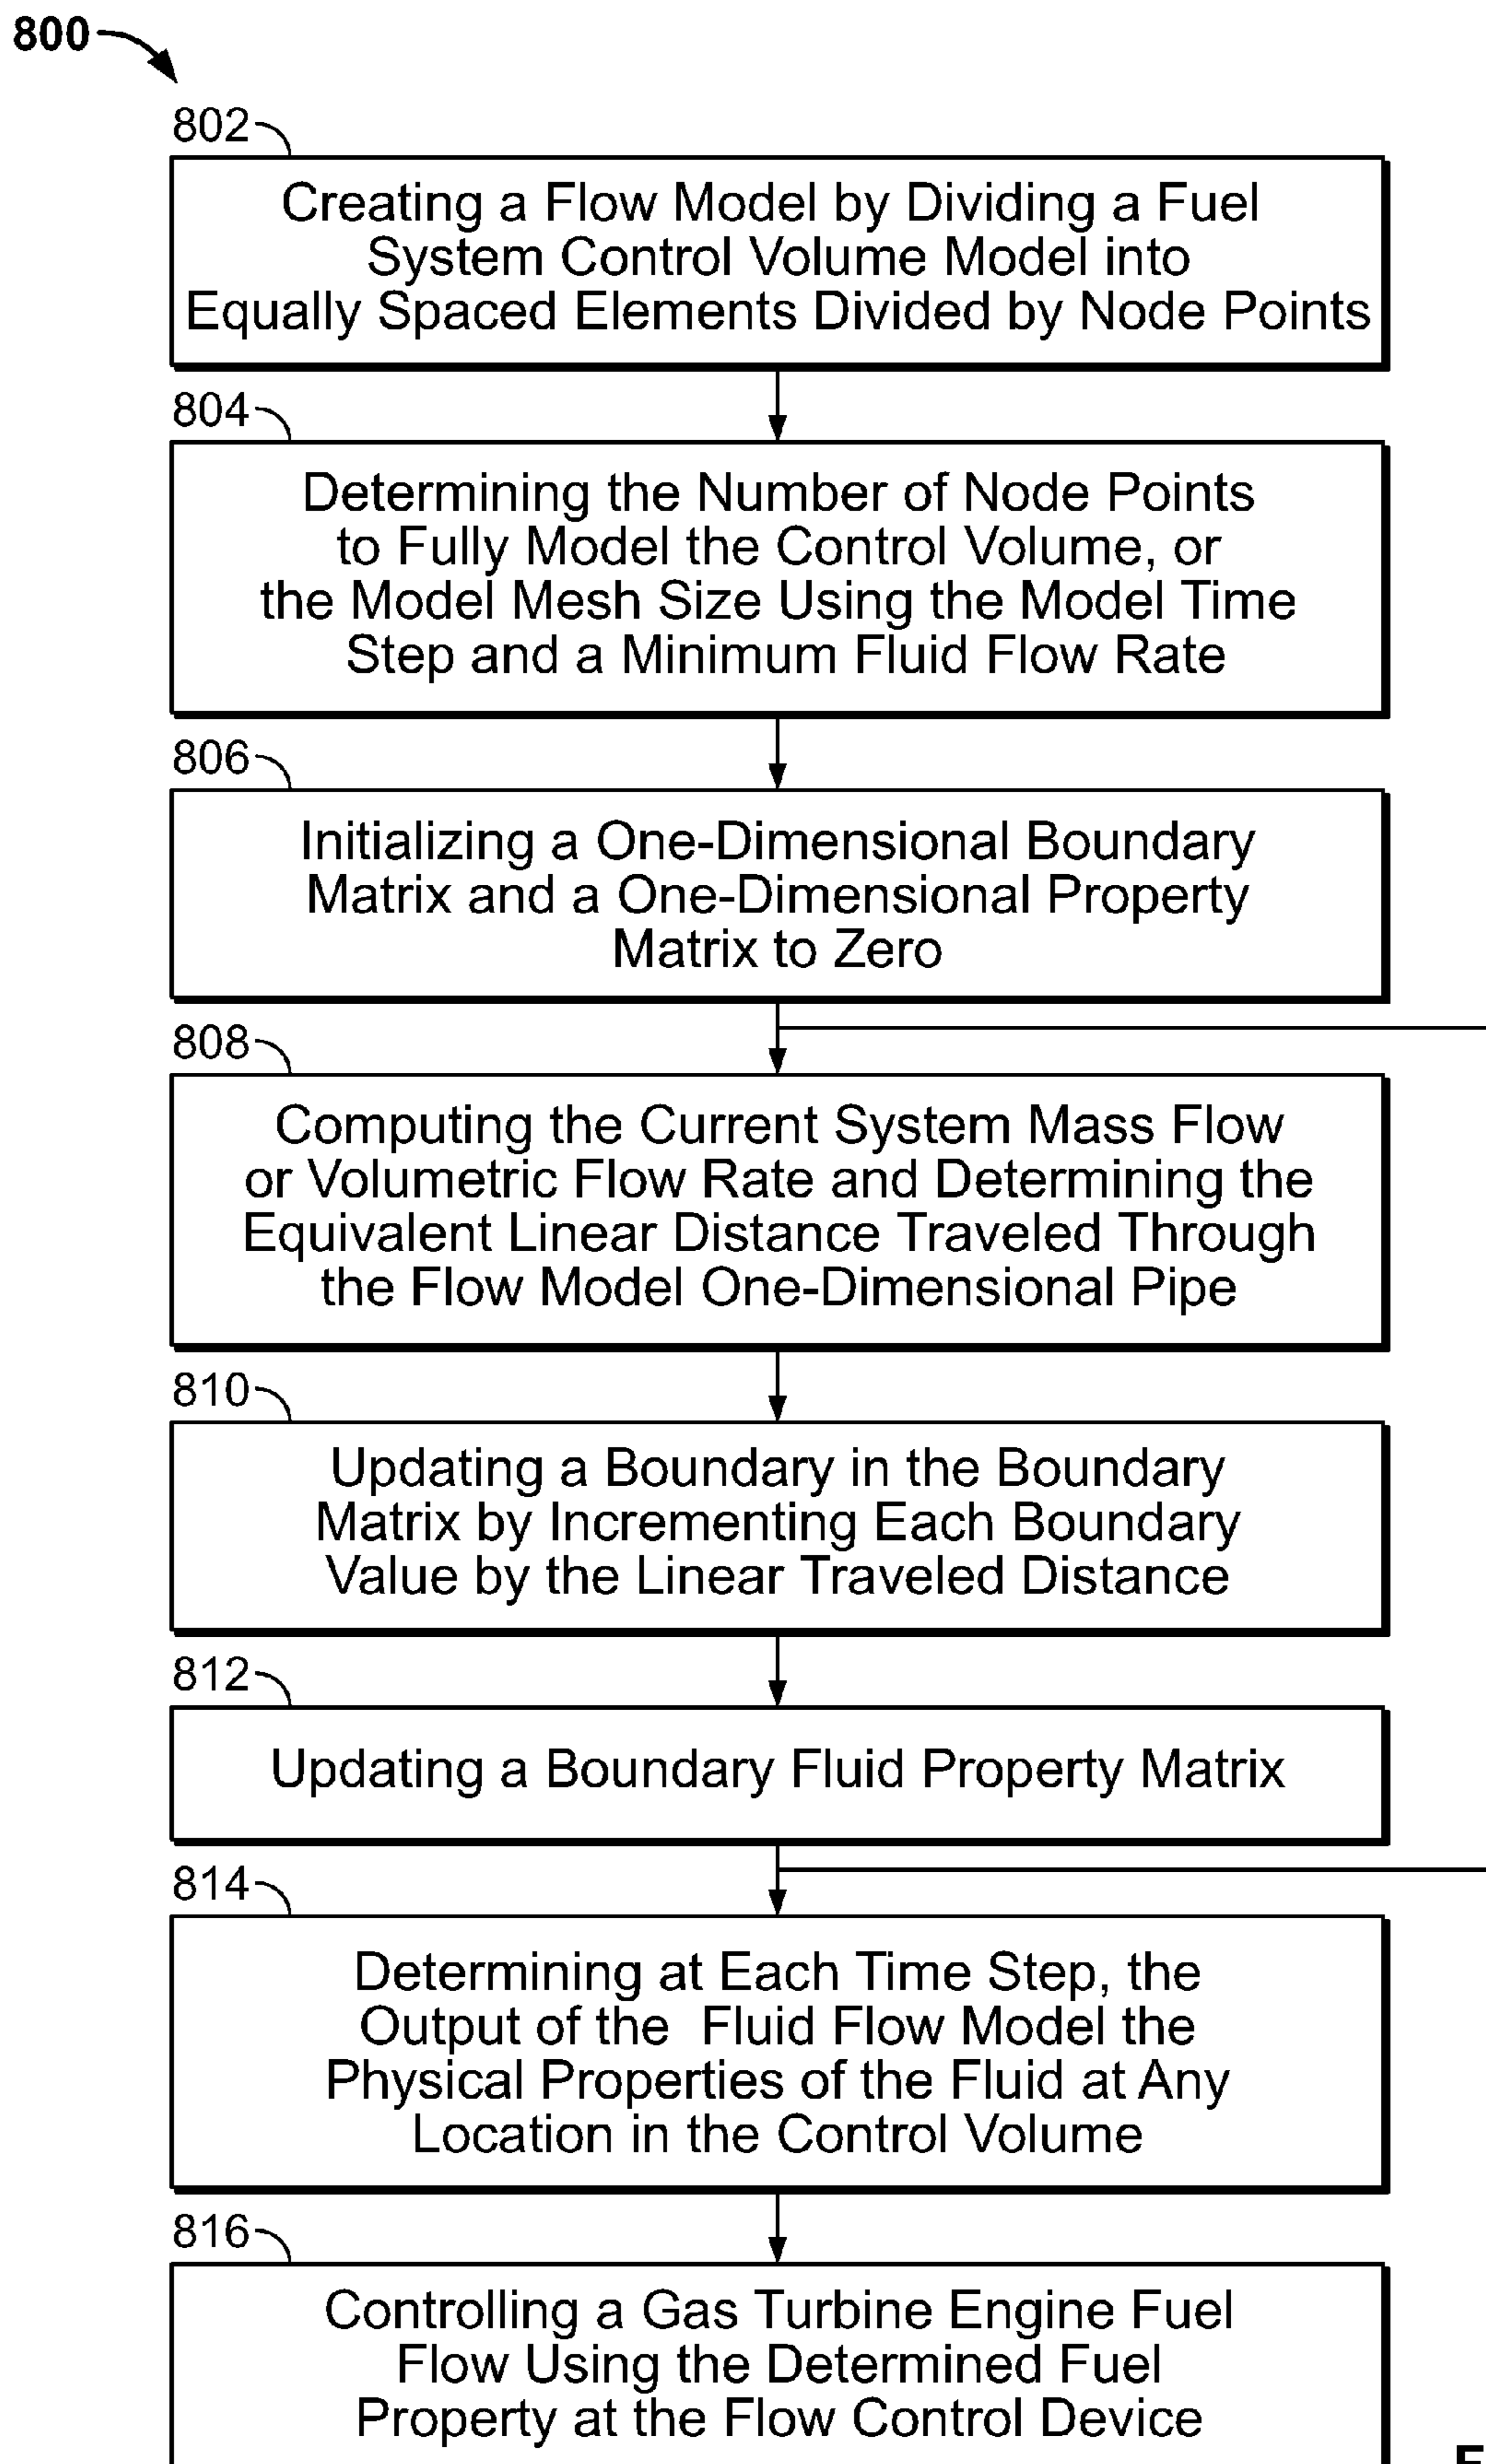 800
802
Creating a Flow Model by Dividing a Fuel
System Control Volume Model into
Equally Spaced Elements Divided by Node Points
804
Determining the Number of Node Points
to Fully Model the Control Volume, or
the Model Mesh Size Using the Model Time
Step and a Minimum Fluid Flow Rate
806
Initializing a One-Dimensional Boundary
Matrix and a One-Dimensional Property
Matrix to Zero
808
Computing the Current System Mass Flow
or Volumetric Flow Rate and Determining the
Equivalent Linear Distance Traveled Through
the Flow Model One-Dimensional Pipe
810
Updating a Boundary in the Boundary
Matrix by Incrementing Each Boundary
Value by the Linear Traveled Distance
812
Updating a Boundary Fluid Property Matrix
814
Determining at Each Time Step, the
Output of the Fluid Flow Model the
Physical Properties of the Fluid at Any
Location in the Control Volume
816
Controlling a Gas Turbine Engine Fuel
Flow Using the Determined Fuel
Property at the Flow Control Device